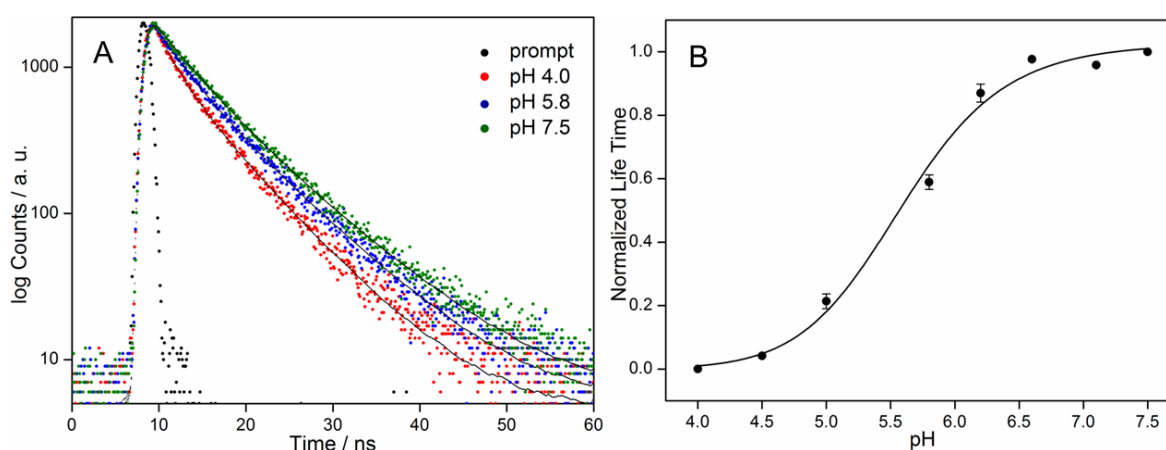 A
prompt
pH 4.0
pH 5.8
pH 7.5
log Counts / a. u.
1000
100
10
0 10 20 30 40 50 60
Time / ns
B
Normalized Life Time
1.0
0.8
0.6
0.4
0.2
0.0
4.0 4.5 5.0 5.5 6.0 6.5 7.0 7.5
pH